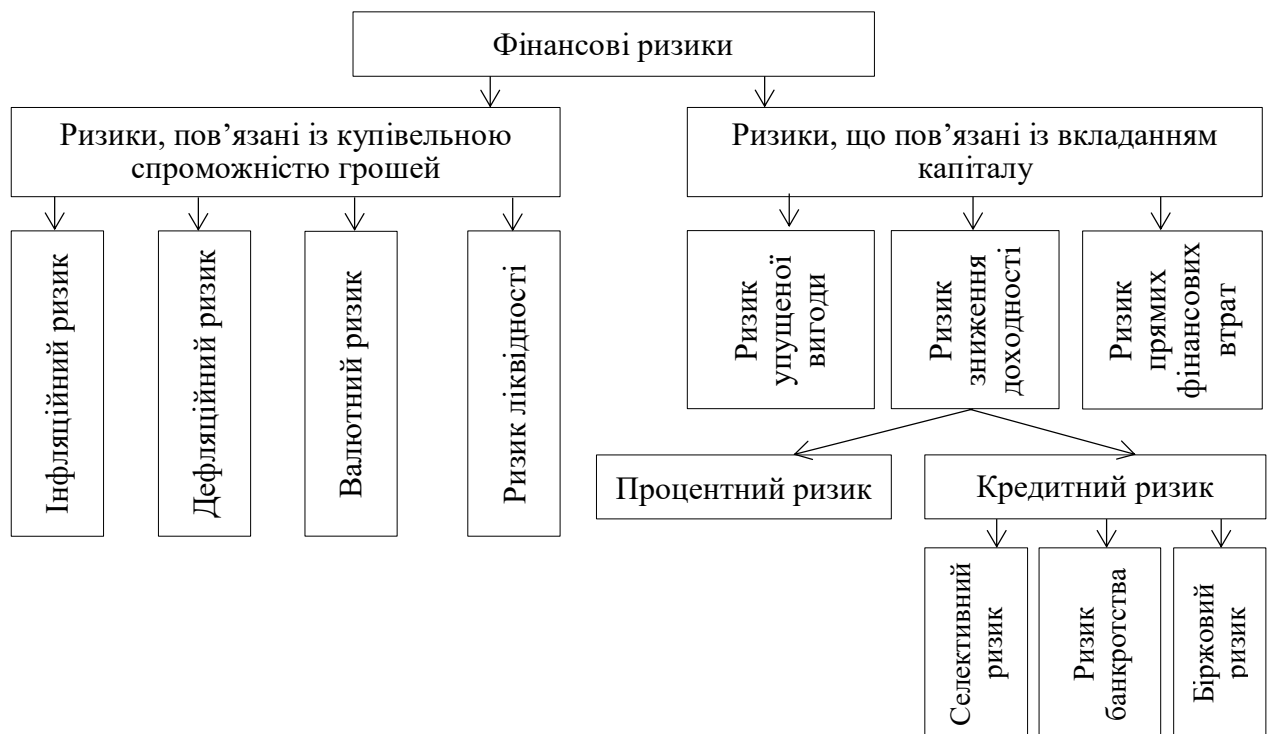 Фінансові ризики
Ризики, пов’язані із купівельною
спроможністю грошей
Ризики, що пов’язані із вкладанням
капіталу
Інфляційний ризик
Дефляційний ризик
Валютний ризик
Ризик ліквідності
Ризик
упущеної
вигоди
Ризик
зниження
доходності
Ризик
прямих
фінансових
втрат
Процентний ризик
Кредитний ризик
Селективний
ризик
Ризик
банкротства
Біржовий
ризик